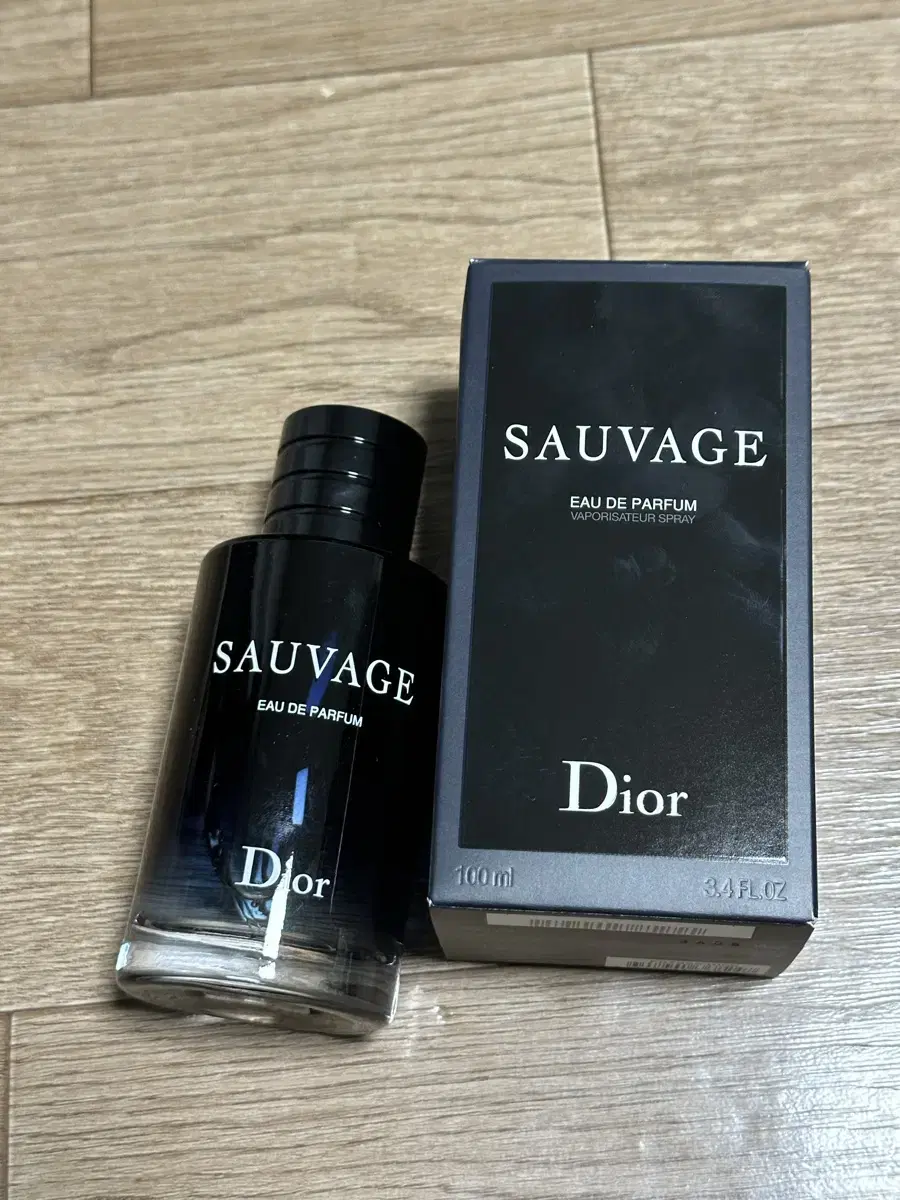 SAUVAGE
EAU DE PARFUM
Dior
SAUVAGE
EAU DE PARFUM
VAPORISATEUR SPRAY
Dior
100 ml
3.4 FL.OZ